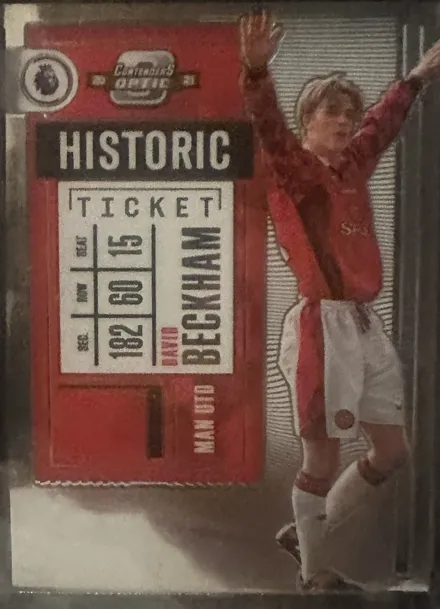 20 CONTENDERS 21
OPTIC
HISTORIC
TICKET
SEC. ROW SEAT
182 60 15
DAVID
BECKHAM
MAN UTD